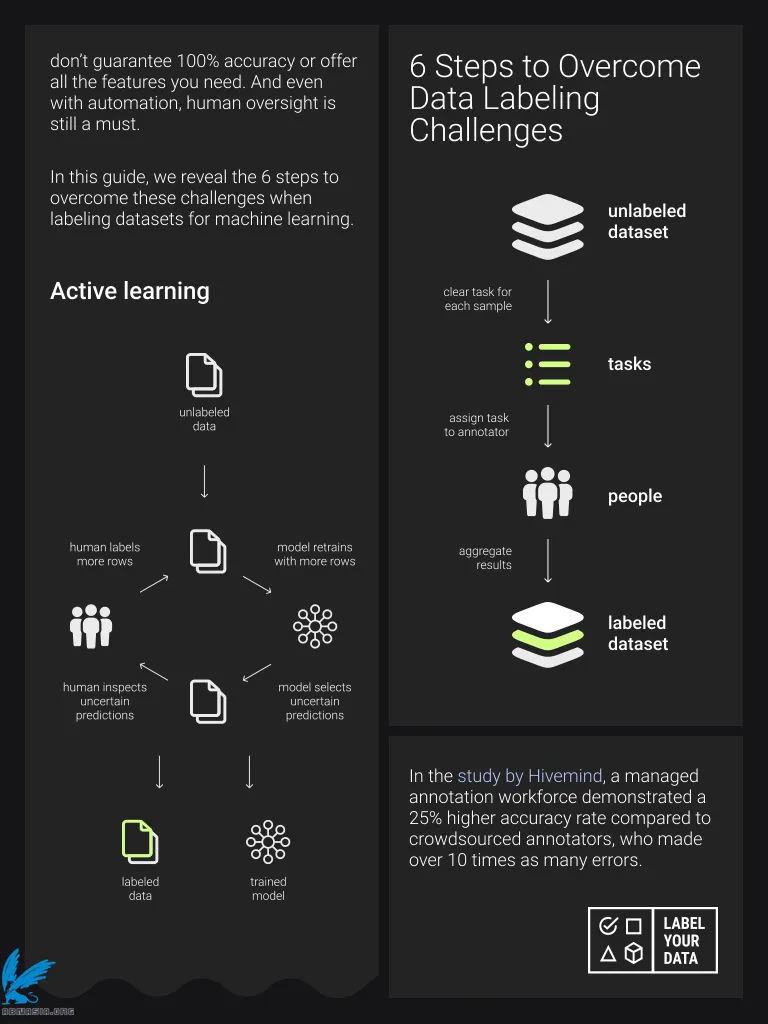 don’t guarantee 100% accuracy or offer
all the features you need. And even
with automation, human oversight is
still a must.
In this guide, we reveal the 6 steps to
overcome these challenges when
labeling datasets for machine learning.
Active learning
unlabeled
data
human labels
more rows
model retrains
with more rows
human inspects
uncertain
predictions
model selects
uncertain
predictions
labeled
data
trained
model
6 Steps to Overcome
Data Labeling
Challenges
unlabeled
dataset
clear task for
each sample
tasks
assign task
to annotator
people
aggregate
results
labeled
dataset
In the study by Hivemind, a managed
annotation workforce demonstrated a
25% higher accuracy rate compared to
crowdsourced annotators, who made
over 10 times as many errors.
LABEL
YOUR
DATA
ABNASIA.ORG